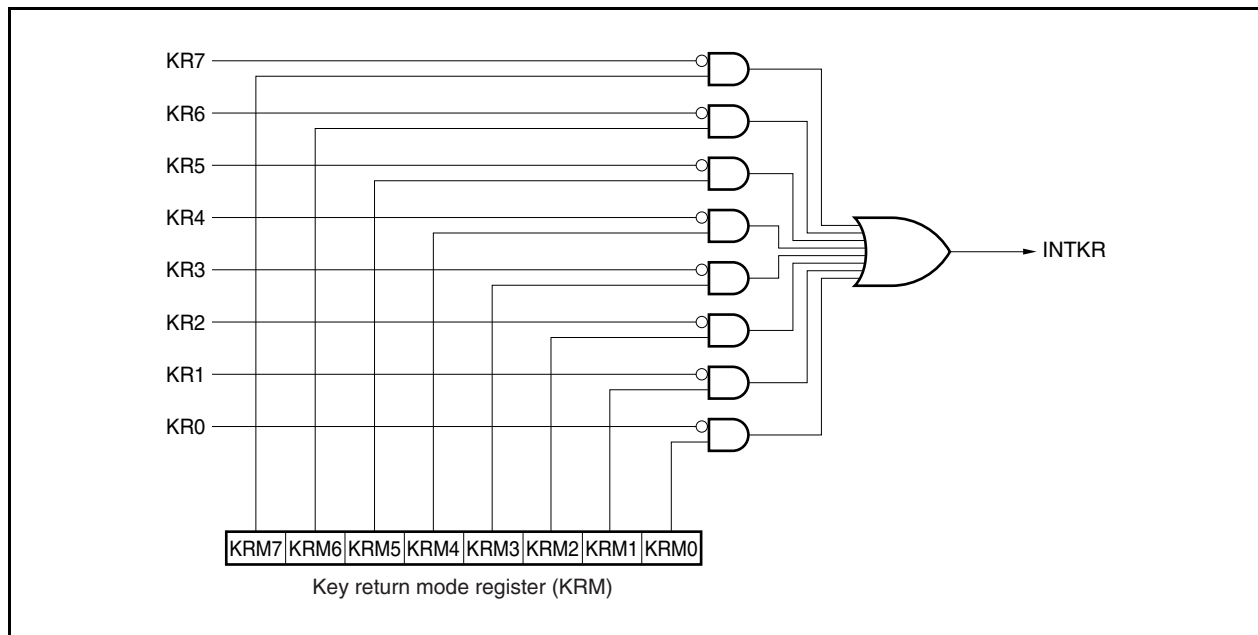 KR7
KR6
KR5
KR4
KR3
INTKR
KR2
KR1
KR0
KRM7 KRM6 KRM5 KRM4 KRM3 KRM2 KRM1 KRM0
Key return mode register (KRM)